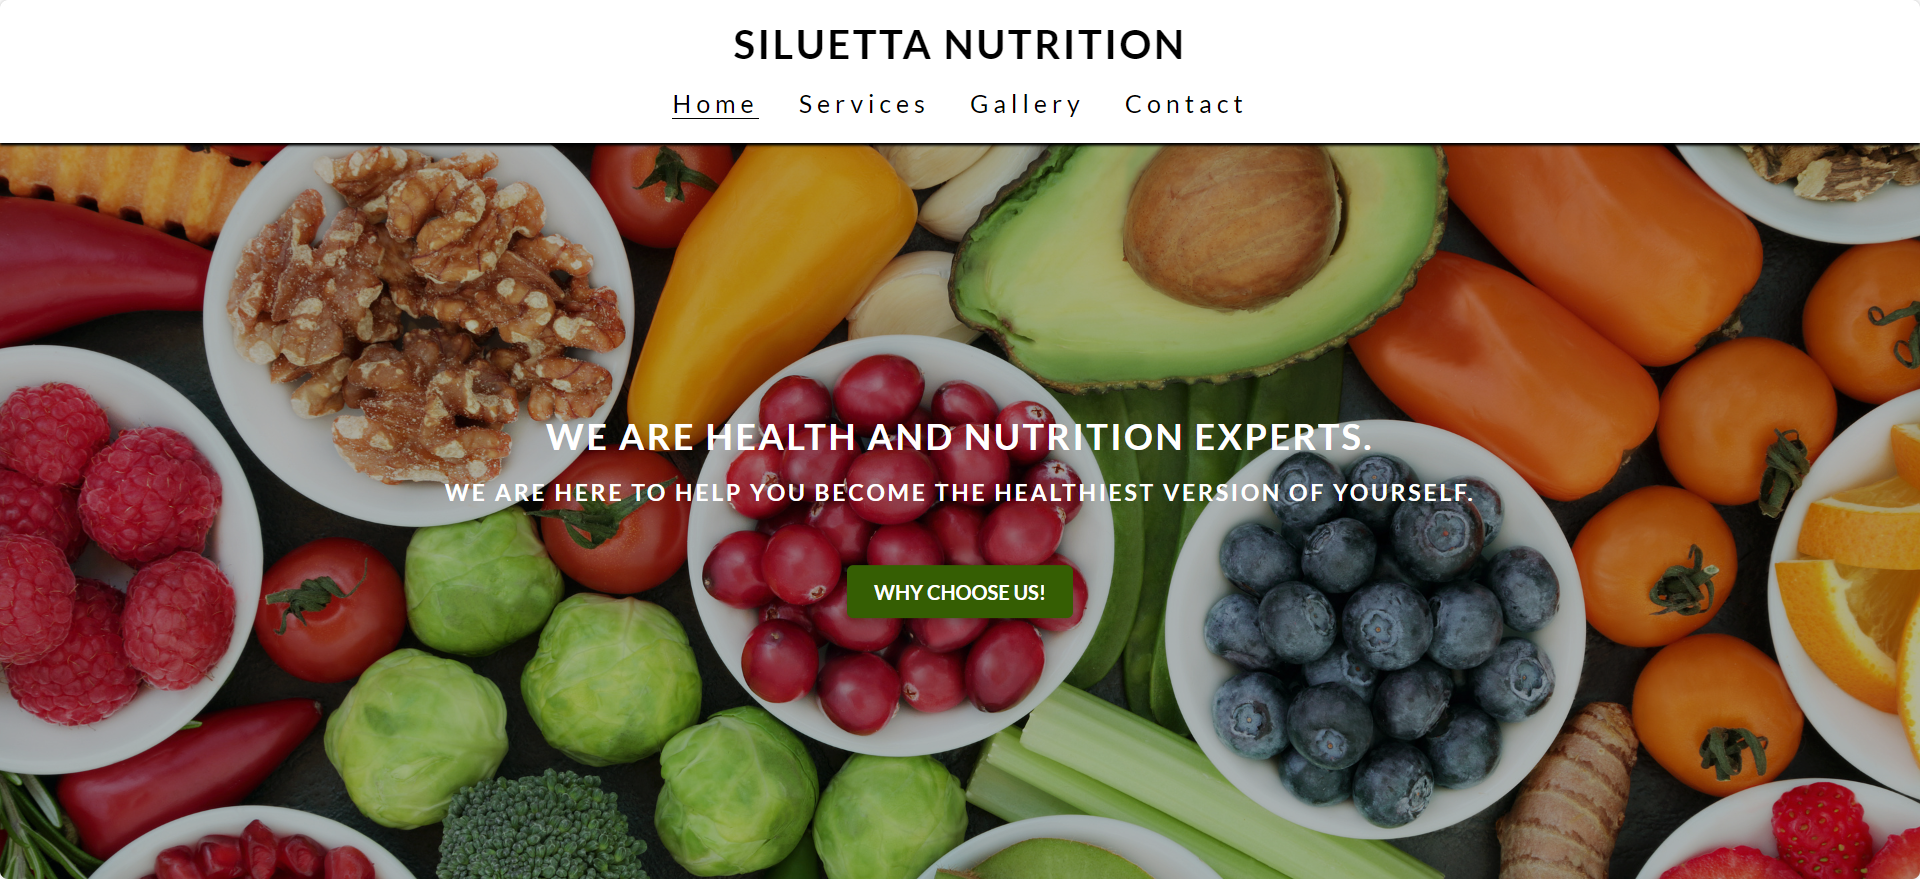 SILUETTA NUTRITION
Home Services Gallery Contact
WE ARE HEALTH AND NUTRITION EXPERTS.
WE ARE HERE TO HELP YOU BECOME THE HEALTHIEST VERSION OF YOURSELF.
WHY CHOOSE US!